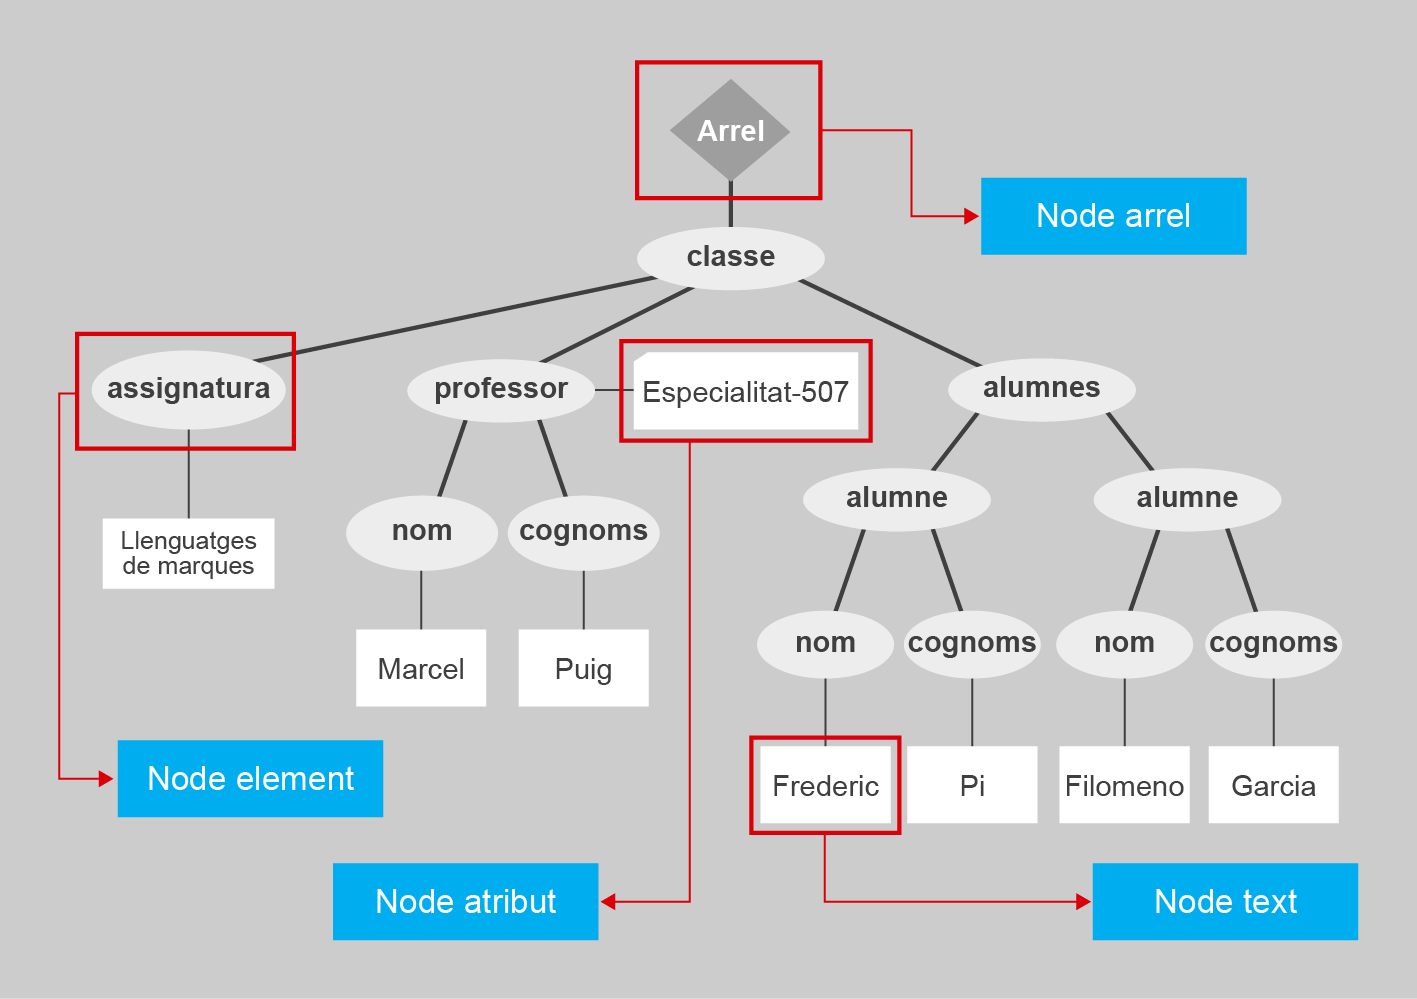 Arrel
Node arrel
classe
assignatura
professor
Especialitat-507
alumnes
alumne
alumne
nom
cognoms
Llenguatges
de marques
nom
cognoms
nom
cognoms
Marcel
Puig
Node element
Frederic
Pi
Filomeno
Garcia
Node atribut
Node text